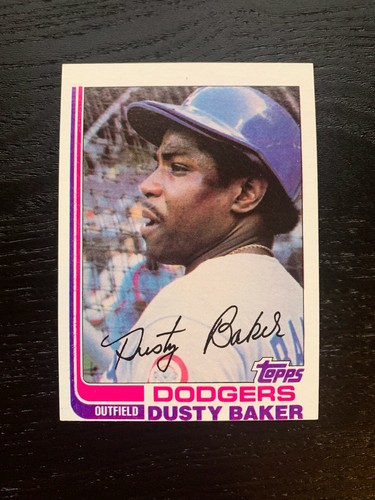 Dusty Baker
Topps
DODGERS
OUTFIELD DUSTY BAKER